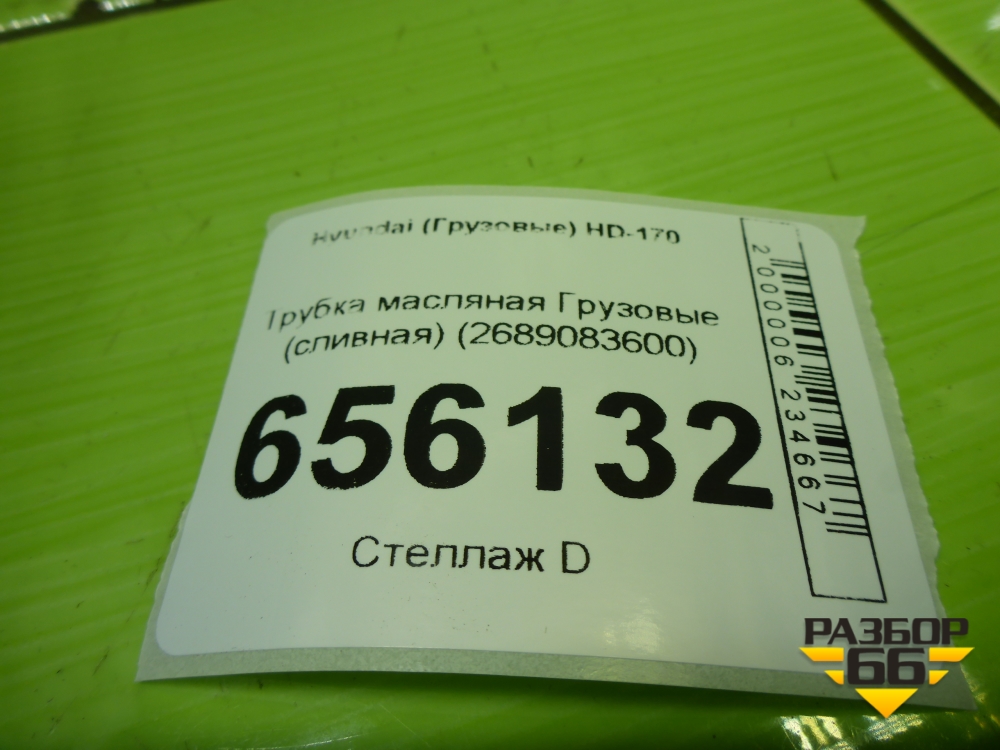 Hyundai (Грузовые) HD-170
Трубка масляная Грузовые
(сливная) (2689083600)
656132
Стеллаж D
2000006234667
РАЗБОР
66